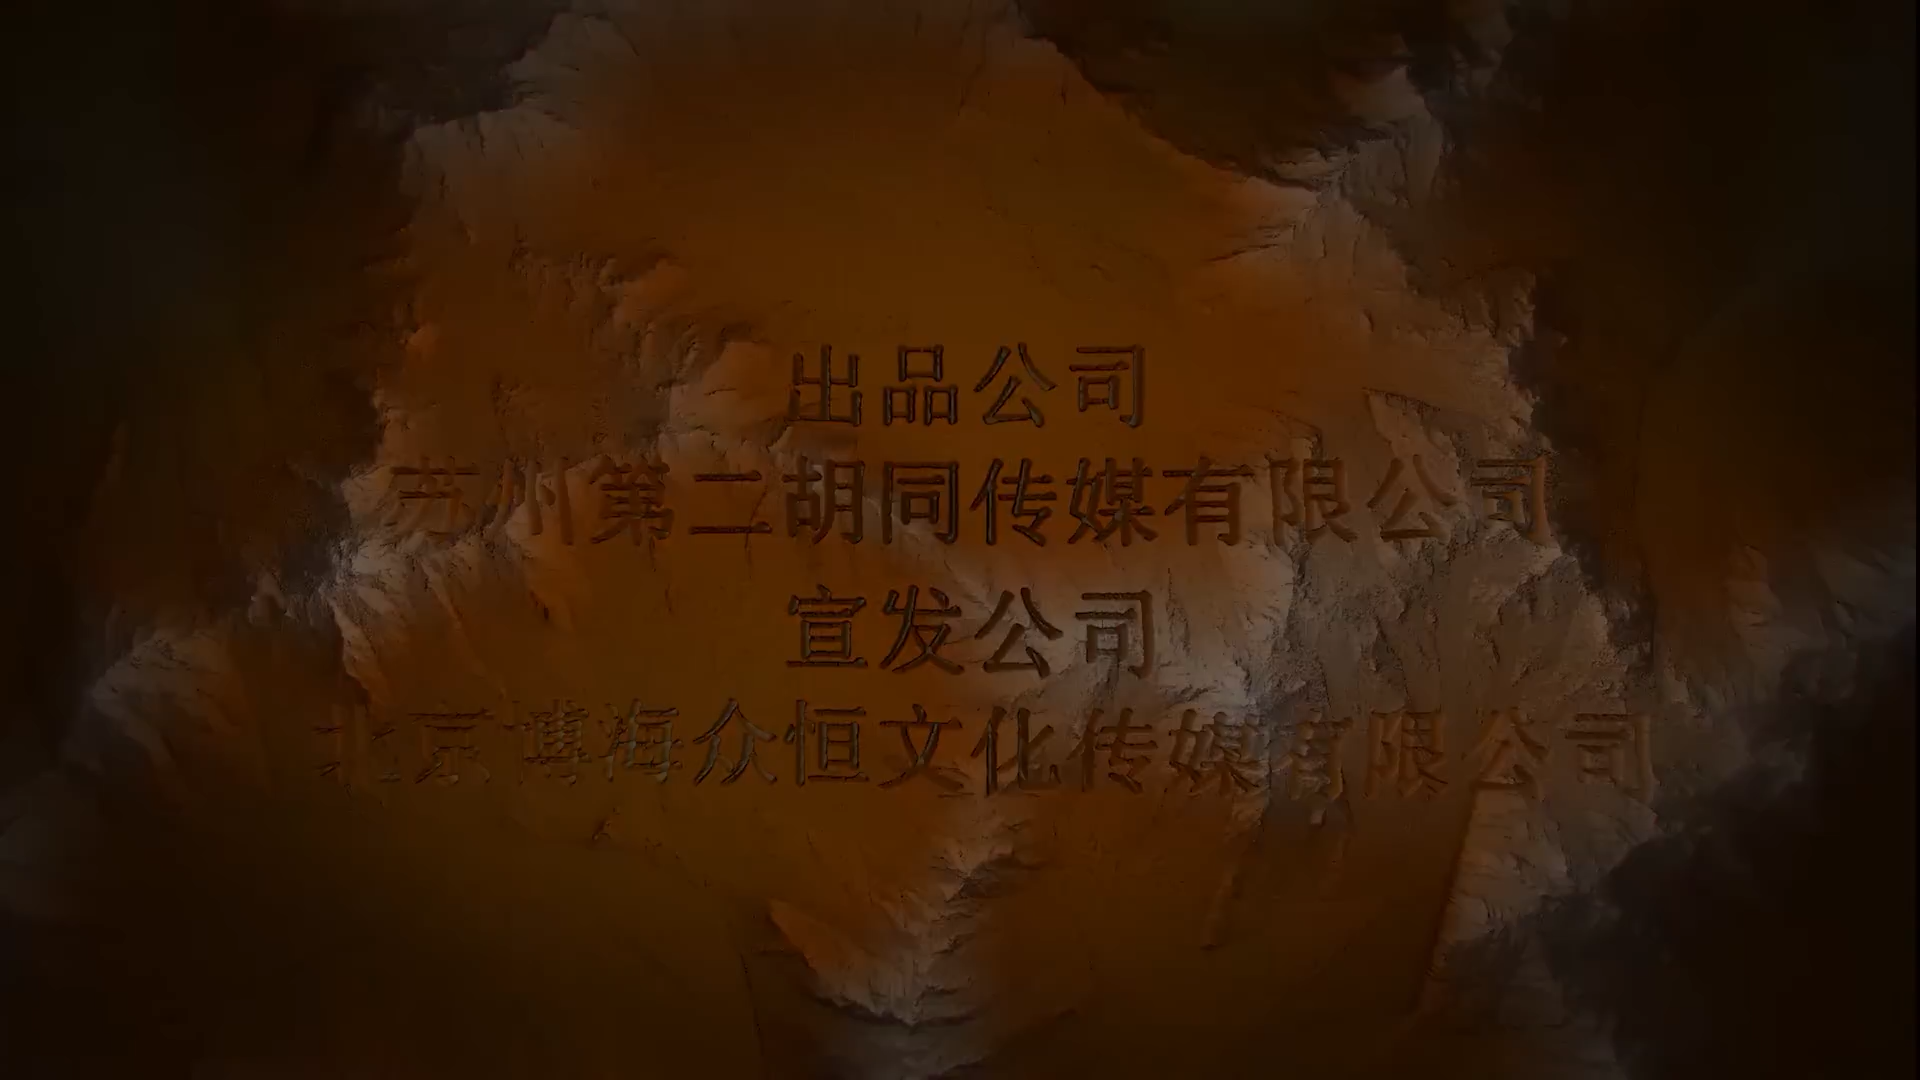 出品公司
苏州第二胡同传媒有限公司
宣发公司
北京博海众恒文化传媒有限公司